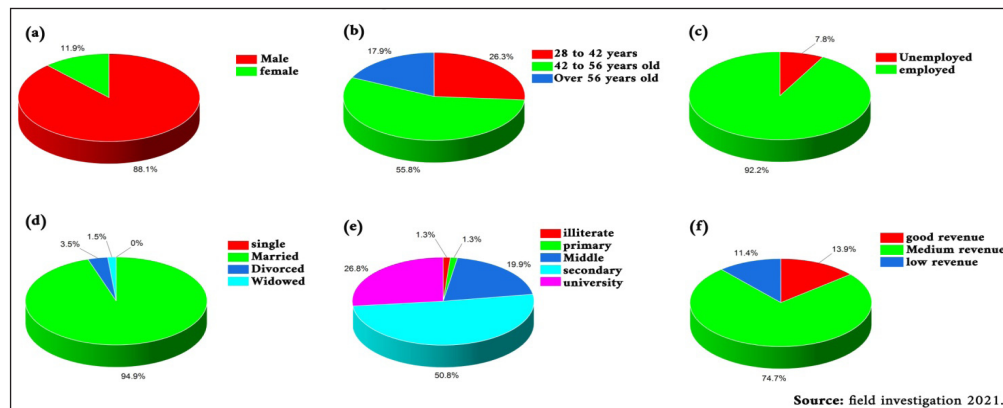 (a)
11.9%
Male
female
88.1%
(b)
17.9%
26.3%
28 to 42 years
42 to 56 years old
Over 56 years old
55.8%
(c)
7.8%
Unemployed
employed
92.2%
(d)
3.5%
1.5%
0%
single
Married
Divorced
Widowed
94.9%
(e)
1.3%
1.3%
19.9%
26.8%
illiterate
primary
Middle
secondary
university
50.8%
(f)
11.4%
13.9%
good revenue
Medium revenue
low revenue
74.7%
Source: field investigation 2021.